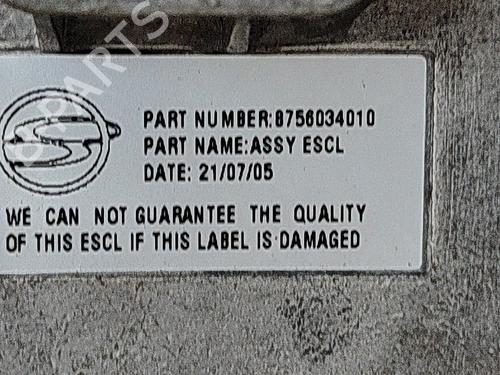 PART NUMBER:8756034010
PART NAME:ASSY ESCL
DATE: 21/07/05
WE CAN NOT GUARANTEE THE QUALITY
OF THIS ESCL IF THIS LABEL IS DAMAGED